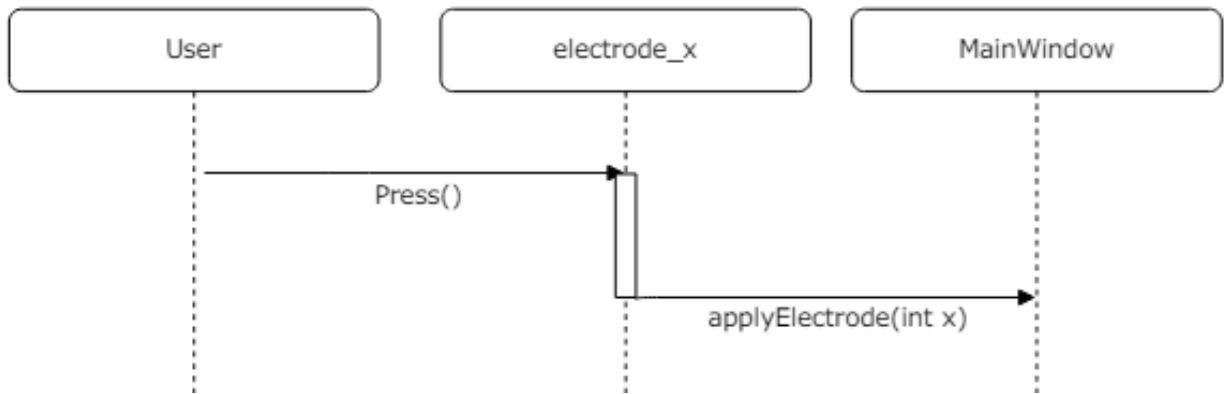 User
electrode_x
MainWindow
Press()
applyElectrode(int x)